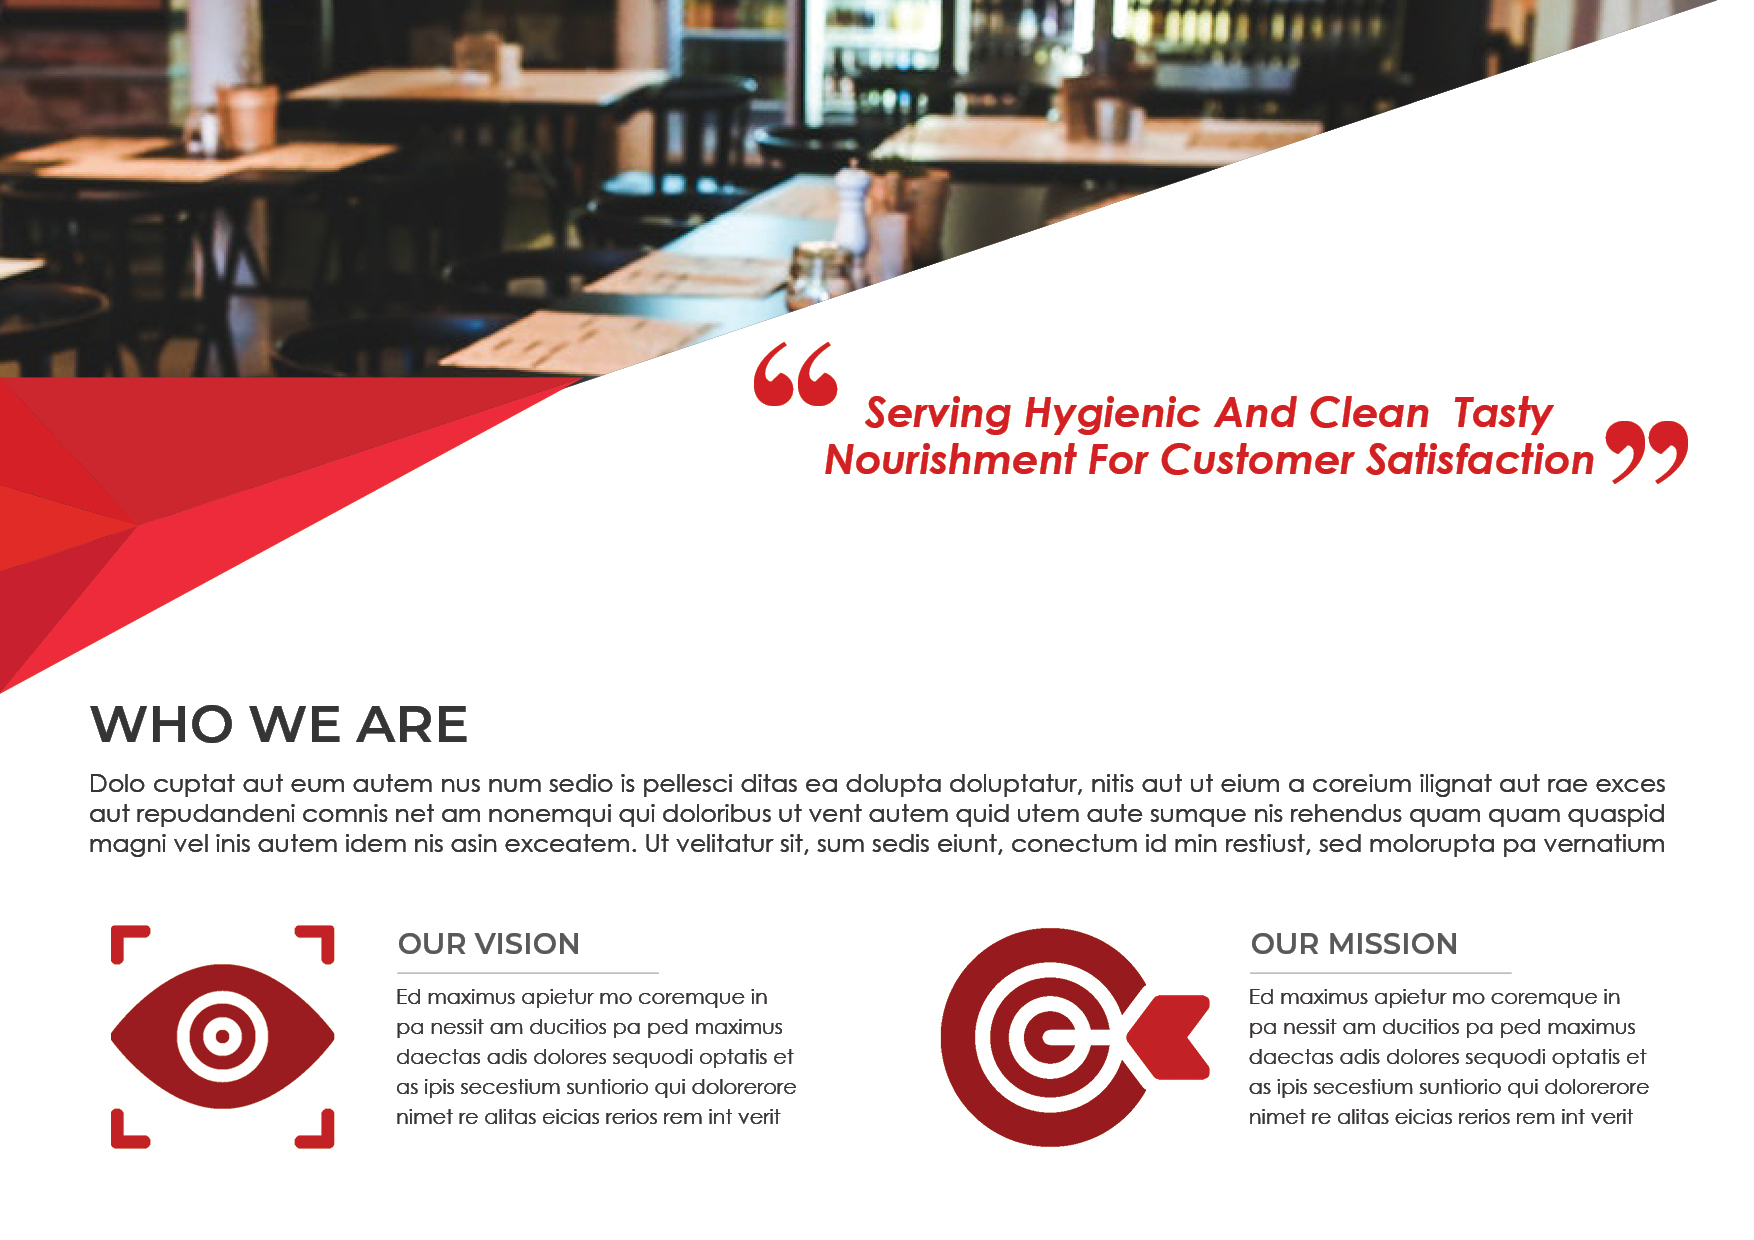 “Serving Hygienic And Clean  Tasty
Nourishment For Customer Satisfaction”
WHO WE ARE
Dolo cuptat aut eum autem nus num sedio is pellesci ditas ea dolupta doluptatur, nitis aut ut eium a coreium ilignat aut rae exces
aut repudandeni comnis net am nonemqui qui doloribus ut vent autem quid utem aute sumque nis rehendus quam quam quaspid
magni vel inis autem idem nis asin exceatem. Ut velitatur sit, sum sedis eiunt, conectum id min restiust, sed molorupta pa vernatium
OUR VISION
Ed maximus apietur mo coremque in
pa nessit am ducitios pa ped maximus
daectas adis dolores sequodi optatis et
as ipis secestium suntiorio qui dolorerore
nimet re alitas eicias rerios rem int verit
OUR MISSION
Ed maximus apietur mo coremque in
pa nessit am ducitios pa ped maximus
daectas adis dolores sequodi optatis et
as ipis secestium suntiorio qui dolorerore
nimet re alitas eicias rerios rem int verit